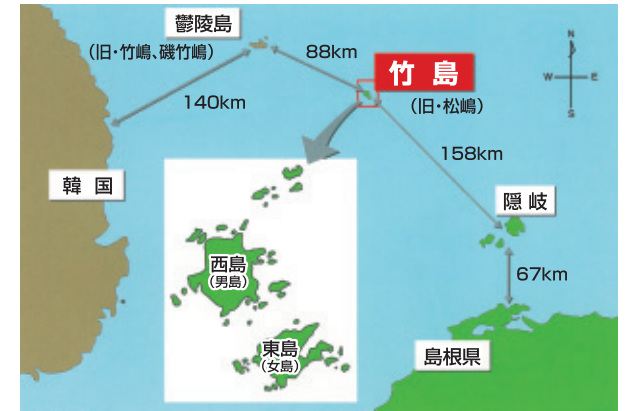 鬱陵島
(旧・竹嶋、磯竹嶋)
88km
竹島
(旧・松嶋)
N
W
E
S
140km
158km
韓国
隠岐
西島
(男島)
67km
東島
(女島)
島根県